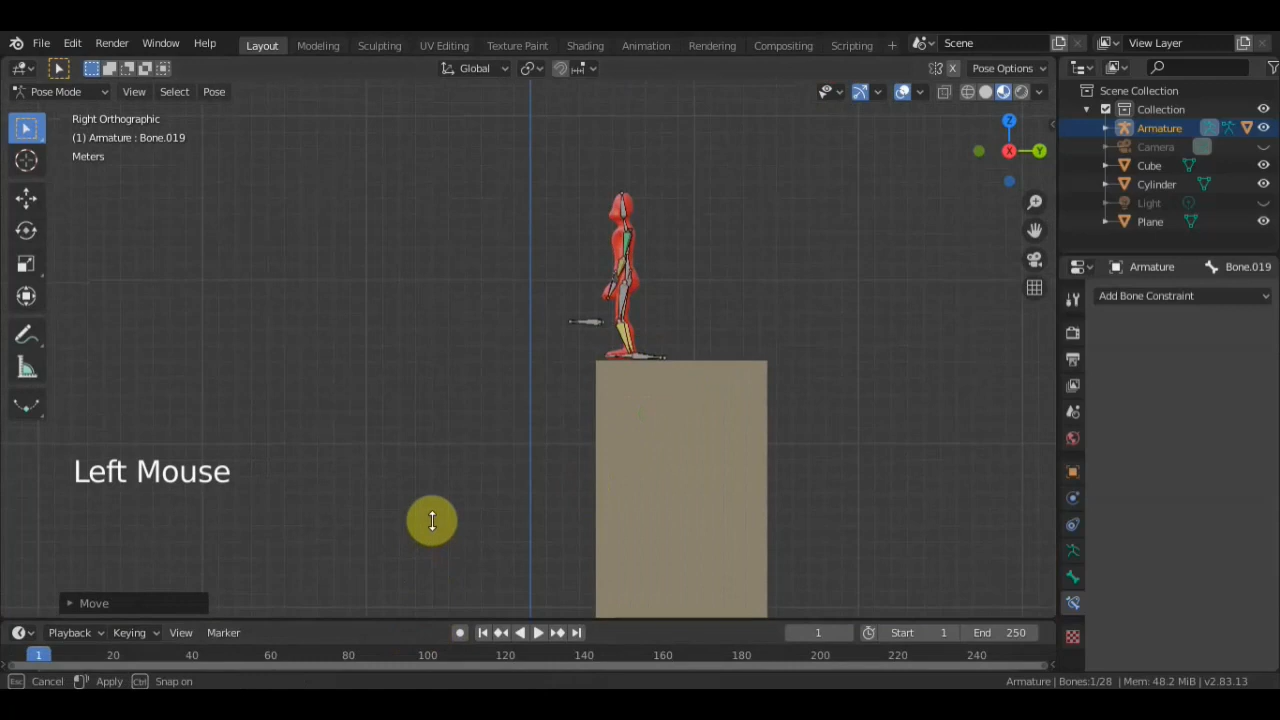 File Edit Render Window Help Layout Modeling Sculpting UV Editing Texture Paint Shading Animation Rendering Compositing Scripting + Scene View Layer
Global X Pose Options
Pose Mode View Select Pose
Right Orthographic
(1) Armature : Bone.019
Meters
Z
X
Y
Scene Collection
Collection
Armature
Camera
Cube
Cylinder
Light
Plane
Armature Bone.019
Add Bone Constraint
Left Mouse
Move
Playback Keying View Marker 1 Start 1 End 250
1 20 40 60 80 100 120 140 160 180 200 220 240
Esc Cancel Apply Ctrl Snap on Armature | Bones:1/28 | Mem: 48.2 MiB | v2.83.13